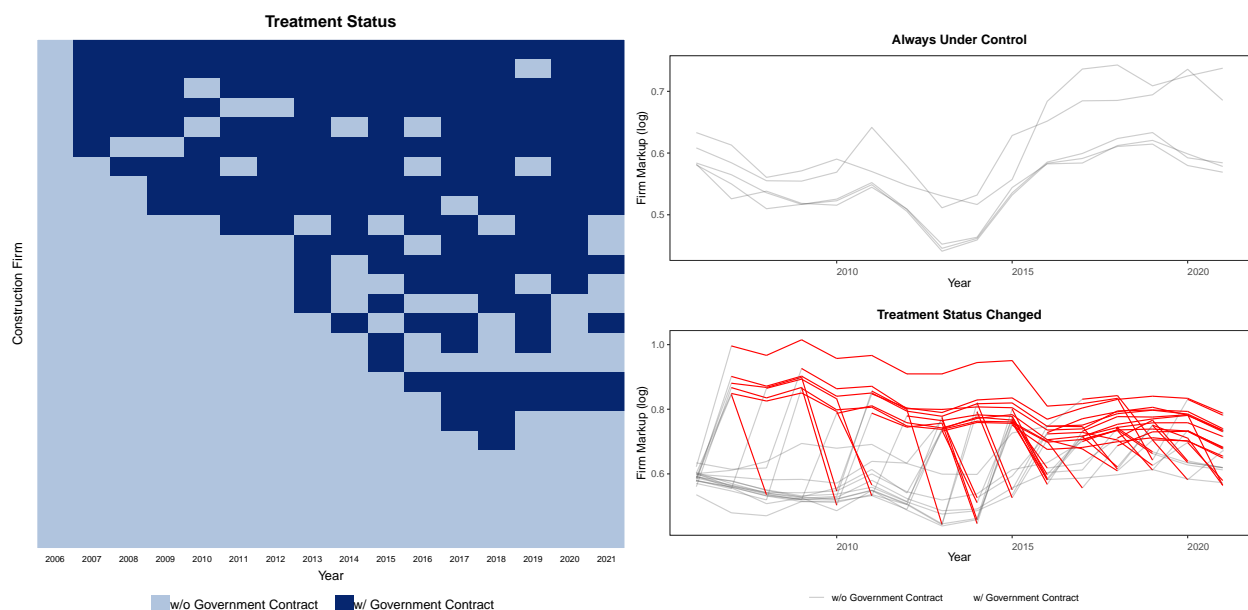 Treatment Status
Construction Firm
2006 2007 2008 2009 2010 2011 2012 2013 2014 2015 2016 2017 2018 2019 2020 2021
Year
w/o Government Contract w/ Government Contract
Always Under Control
Firm Markup (log)
0.7
0.6
0.5
2010 2015 2020
Year
Treatment Status Changed
Firm Markup (log)
1.0
0.8
0.6
2010 2015 2020
Year
w/o Government Contract w/ Government Contract